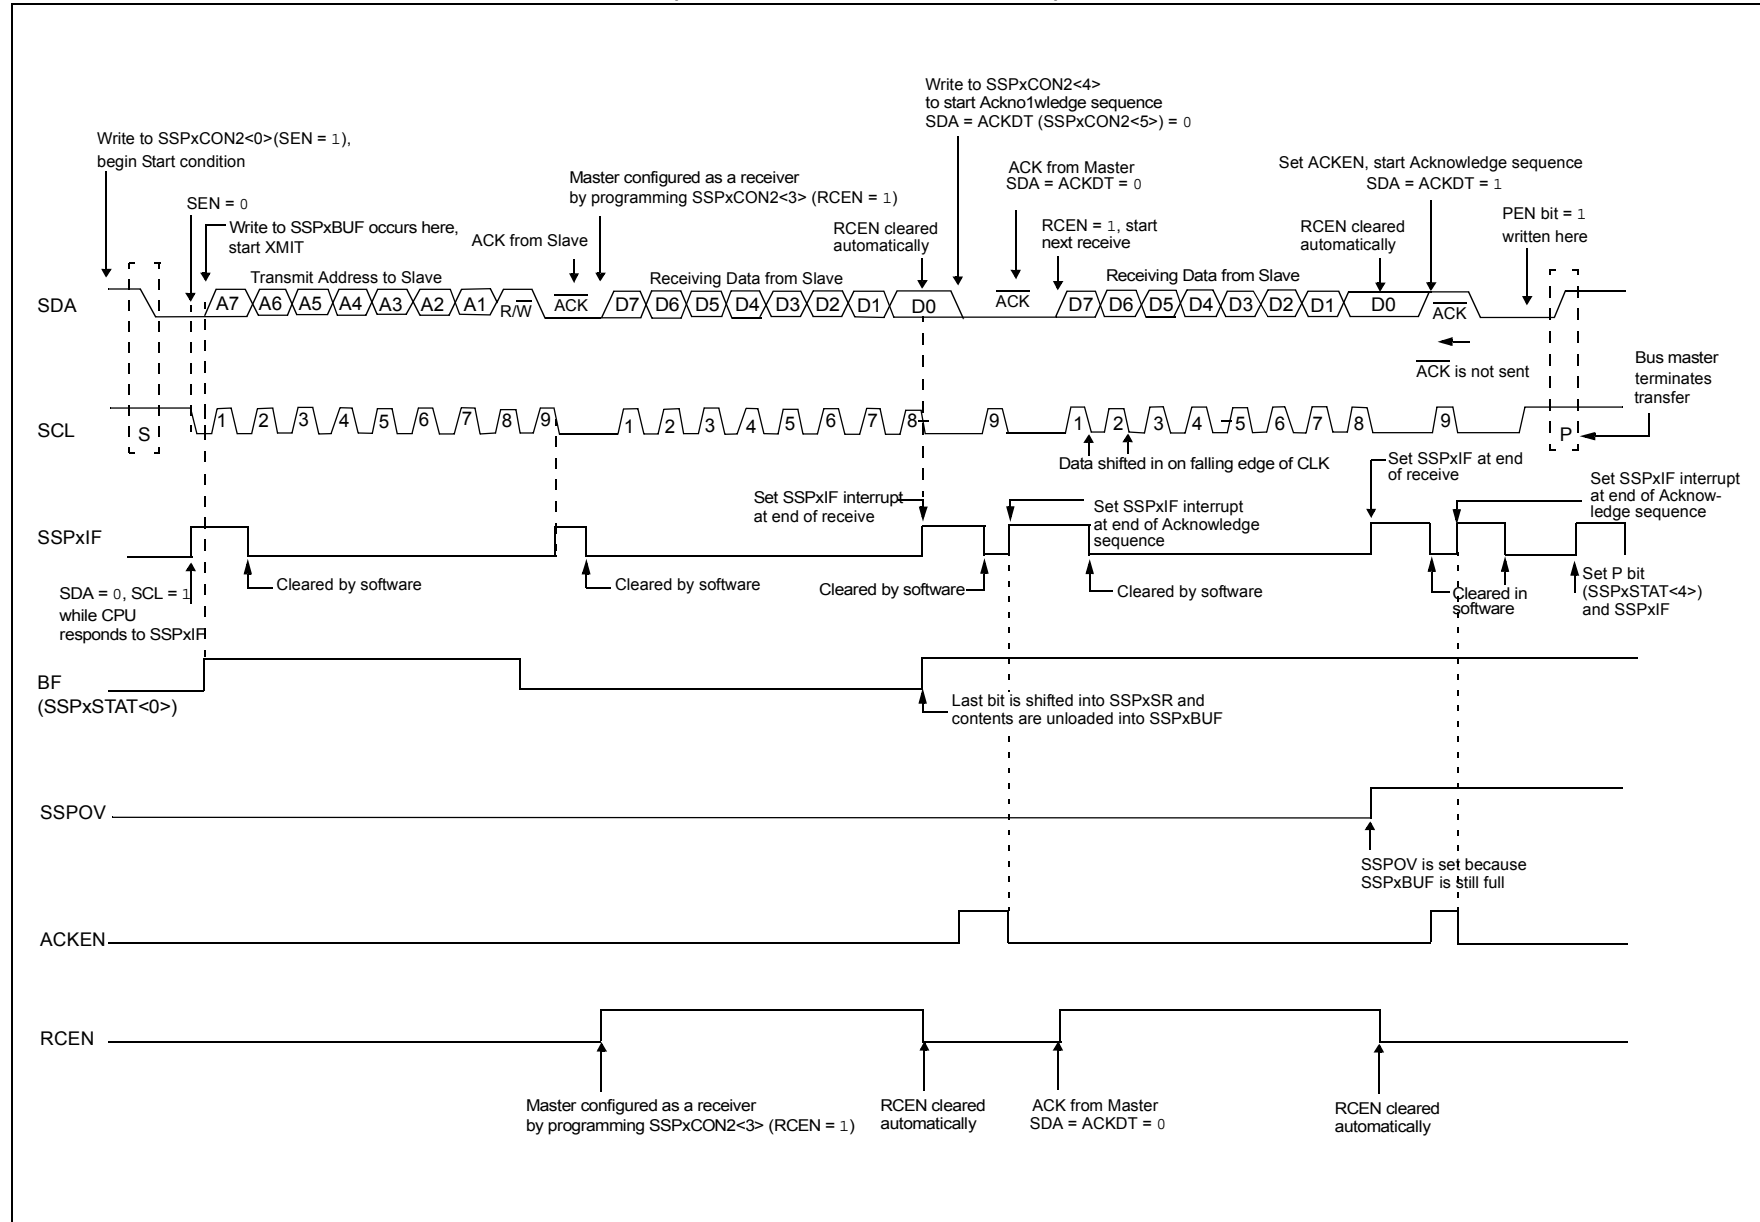 Write to SSPxCON2<4>
to start Ackno1wledge sequence
SDA = ACKDT (SSPxCON2<5>) = 0
Write to SSPxCON2<0>(SEN = 1),
begin Start condition
ACK from Master
SDA = ACKDT = 0
Set ACKEN, start Acknowledge sequence
SDA = ACKDT = 1
Master configured as a receiver
by programming SSPxCON2<3> (RCEN = 1)
SEN = 0
Write to SSPxBUF occurs here,
start XMIT
ACK from Slave
RCEN cleared
automatically
RCEN = 1, start
next receive
RCEN cleared
automatically
PEN bit = 1
written here
Transmit Address to Slave
Receiving Data from Slave
Receiving Data from Slave
SDA
A7 A6 A5 A4 A3 A2 A1 R/W ACK D7 D6 D5 D4 D3 D2 D1 D0 ACK D7 D6 D5 D4 D3 D2 D1 D0 ACK
ACK is not sent
Bus master
terminates
transfer
SCL
S 1 2 3 4 5 6 7 8 9 1 2 3 4 5 6 7 8 9 1 2 3 4 5 6 7 8 9 P
Data shifted in on falling edge of CLK
Set SSPxIF interrupt
at end of receive
Set SSPxIF interrupt
at end of Acknowledge
sequence
Set SSPxIF at end
of receive
Set SSPxIF interrupt
at end of Acknow-
ledge sequence
SSPxIF
SDA = 0, SCL = 1
while CPU
responds to SSPxIF
Cleared by software
Cleared by software
Cleared by software
Cleared by software
Cleared in
software
Set P bit
(SSPxSTAT<4>)
and SSPxIF
BF
(SSPxSTAT<0>)
Last bit is shifted into SSPxSR and
contents are unloaded into SSPxBUF
SSPOV
SSPOV is set because
SSPxBUF is still full
ACKEN
RCEN
Master configured as a receiver
by programming SSPxCON2<3> (RCEN = 1)
RCEN cleared
automatically
ACK from Master
SDA = ACKDT = 0
RCEN cleared
automatically